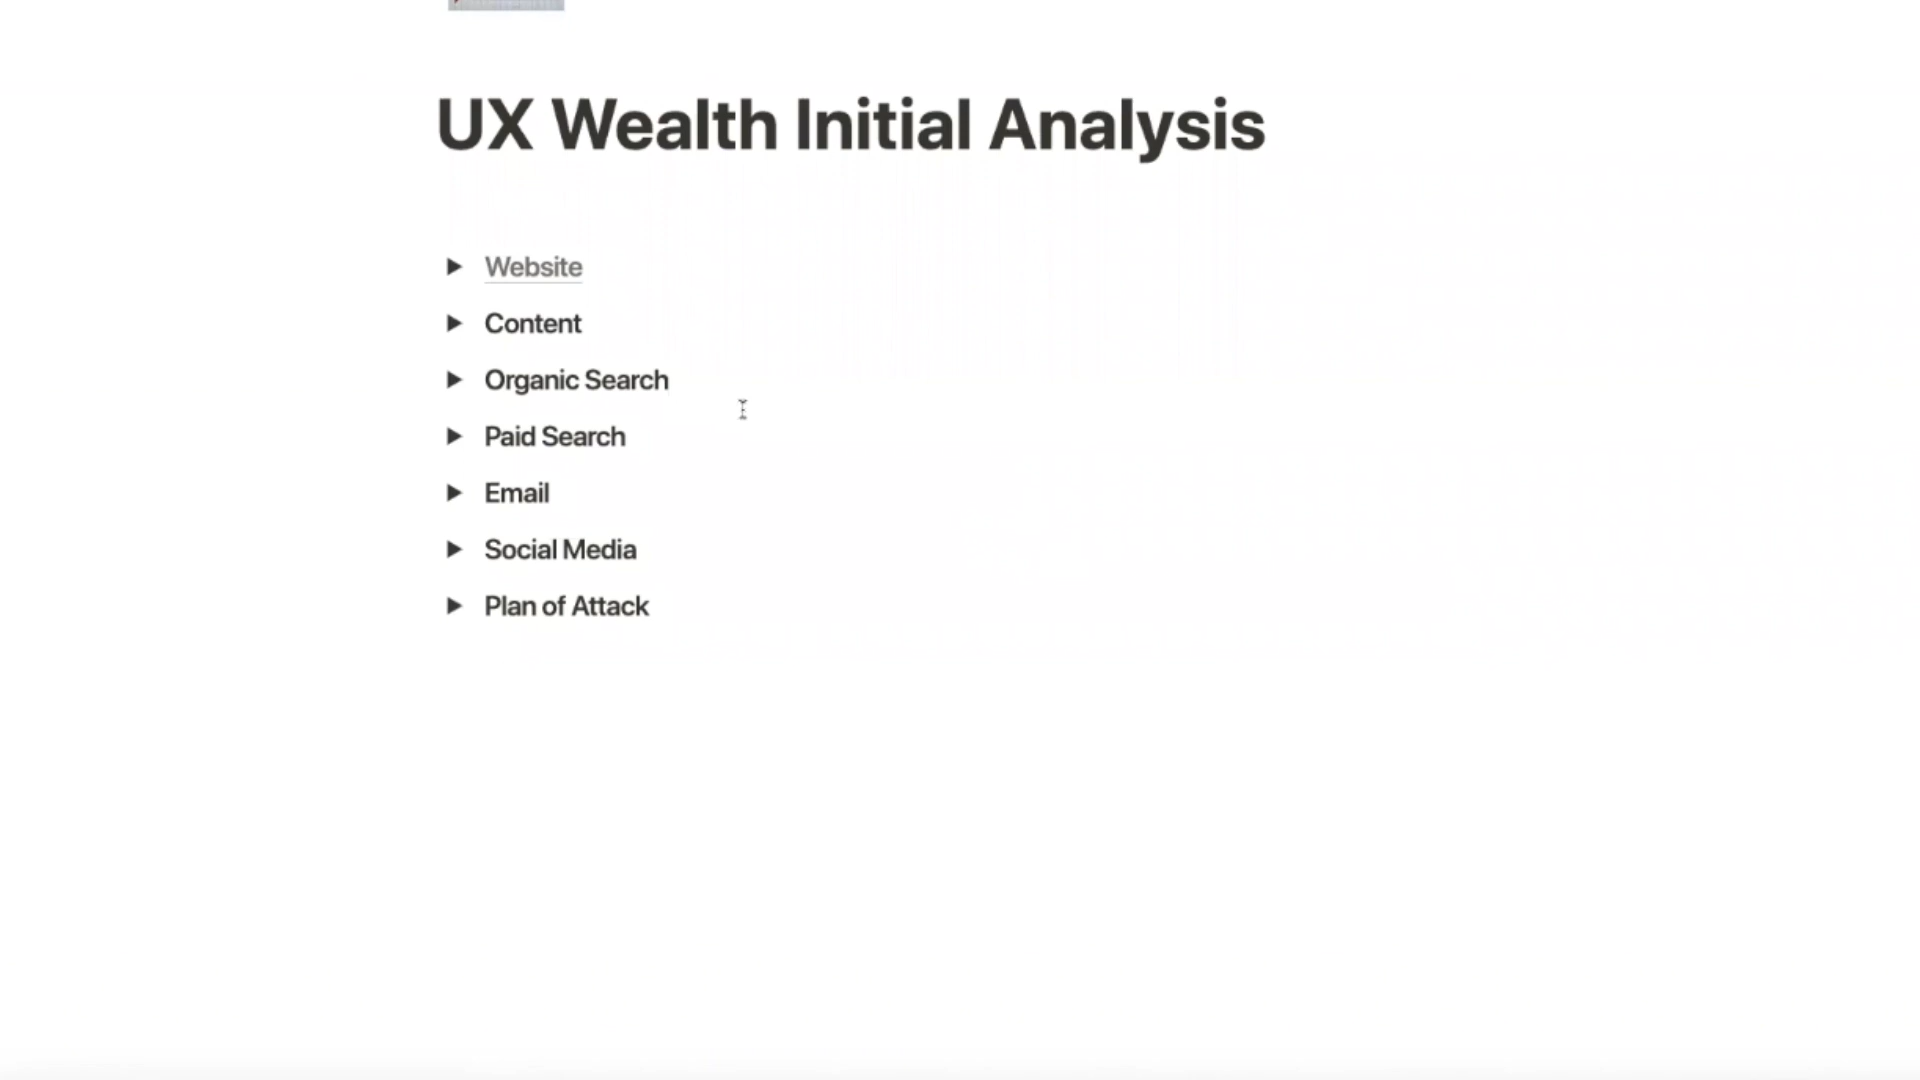 UX Wealth Initial Analysis
Website
Content
Organic Search
Paid Search
Email
Social Media
Plan of Attack